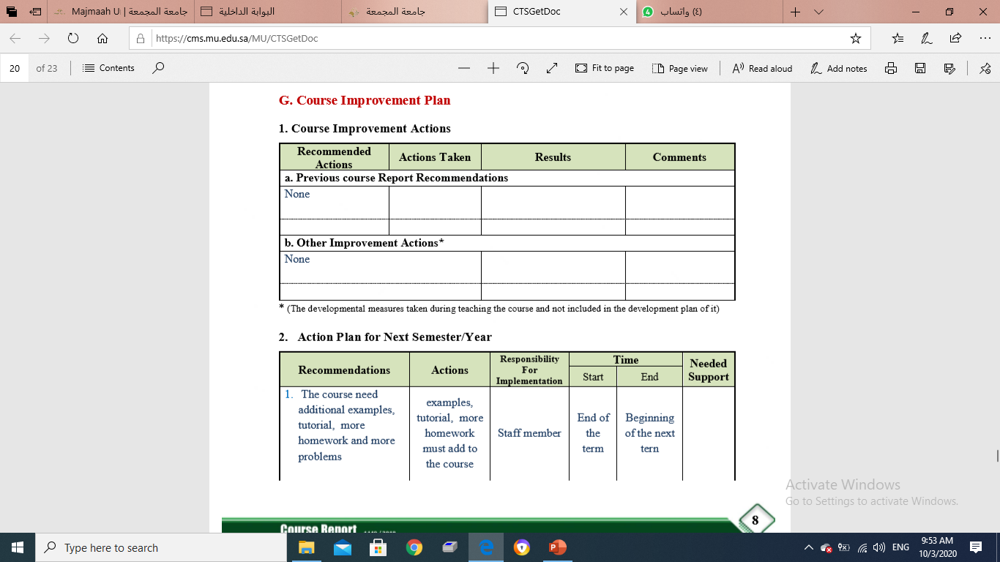 Majmaah U | جامعة المجمعة
البوابة الداخلية
جامعة المجمعة
CTSGetDoc
4
(٤) واتساب
https://cms.mu.edu.sa/MU/CTSGetDoc
20 of 23
Contents
Fit to page
Page view
Read aloud
Add notes
G. Course Improvement Plan
1. Course Improvement Actions
Recommended
Actions
Actions Taken
Results
Comments
a. Previous course Report Recommendations
None
b. Other Improvement Actions*
None
* (The developmental measures taken during teaching the course and not included in the development plan of it)
2. Action Plan for Next Semester/Year
Recommendations
Actions
Responsibility
For
Implementation
Time
Start
End
Needed
Support
1. The course need
additional examples,
tutorial, more
homework and more
problems
examples,
tutorial, more
homework
must add to
the course
Staff member
End of
the
term
Beginning
of the next
tern
Activate Windows
Go to Settings to activate Windows.
Course Report
8
Type here to search
ENG
9:53 AM
10/3/2020